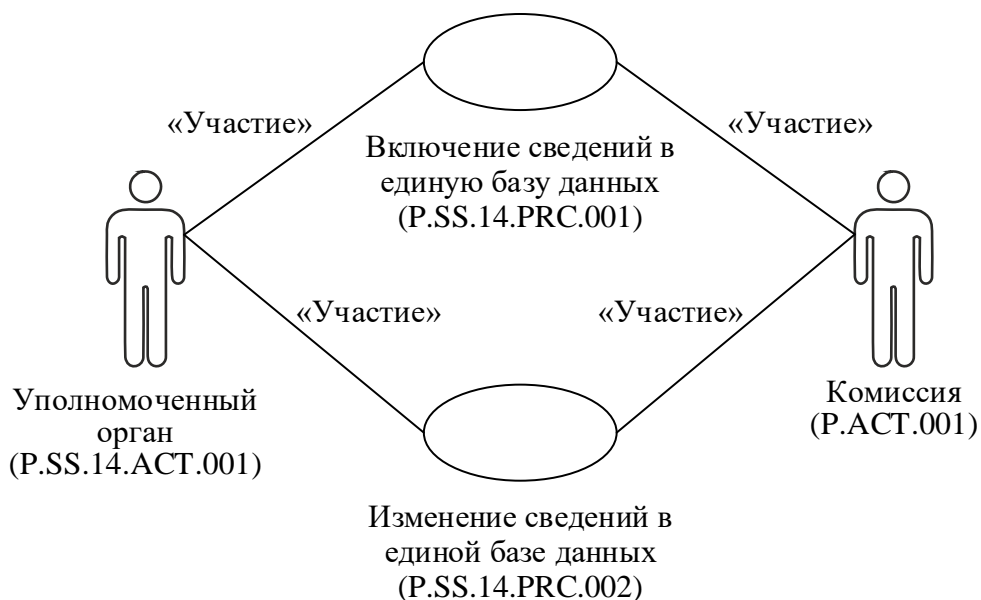 «Участие»
«Участие»
Включение сведений в
единую базу данных
(P.SS.14.PRC.001)
«Участие»
«Участие»
Уполномоченный
орган
(P.SS.14.ACT.001)
Комиссия
(P.ACT.001)
Изменение сведений в
единой базе данных
(P.SS.14.PRC.002)